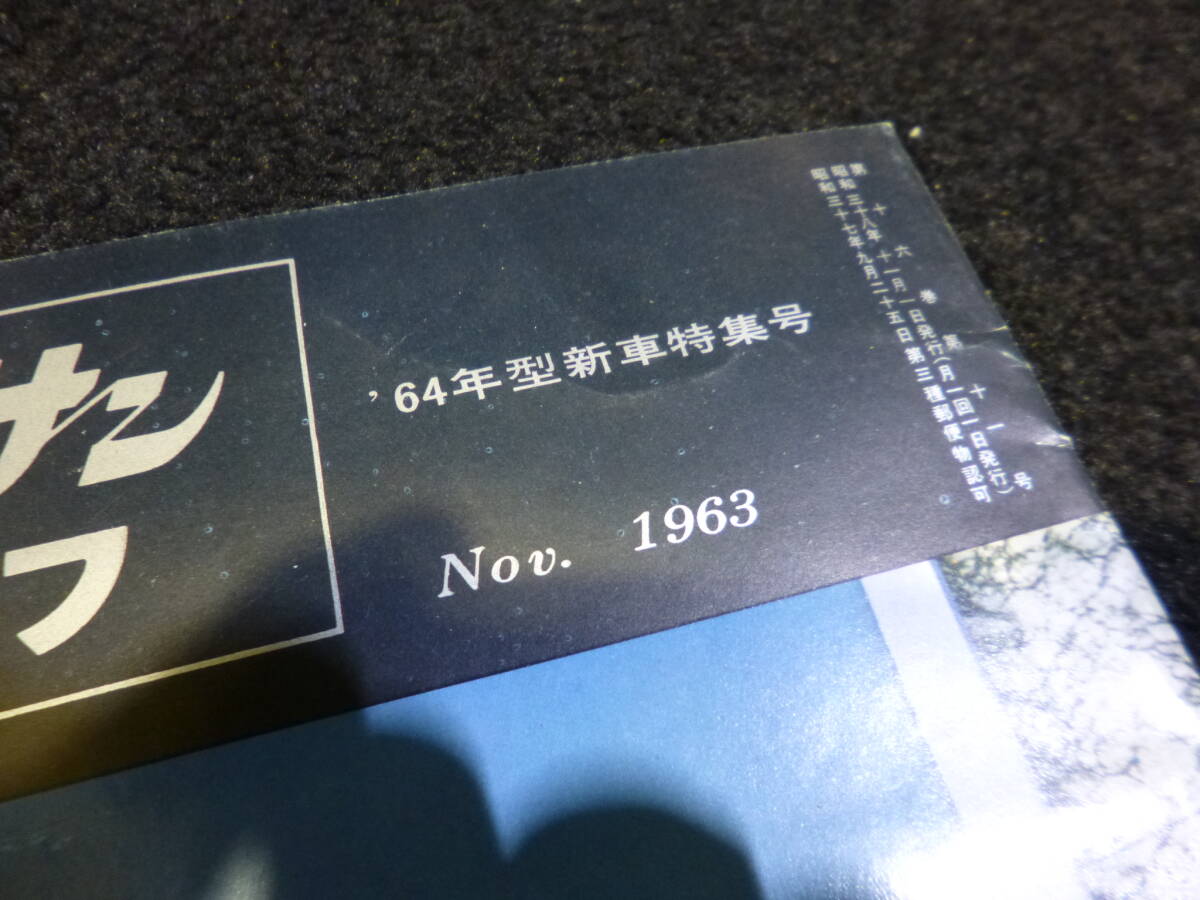 第十六巻第十一号
昭和三十八年十一月一日発行(月一回一日発行)
昭和三十七年九月二十五日第三種郵便物認可
'64年型新車特集号
Nov. 1963
フ